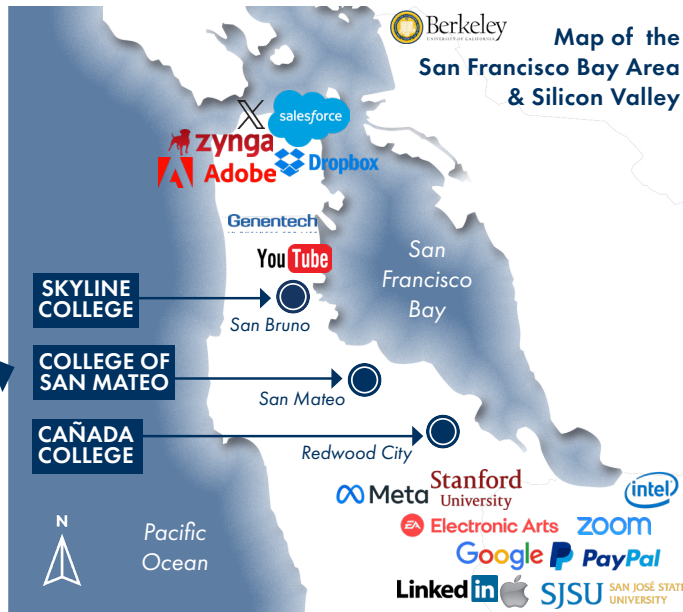 Berkeley
UNIVERSITY OF CALIFORNIA
Map of the
San Francisco Bay Area
& Silicon Valley
X
salesforce
zynga
Adobe
Dropbox
Genentech
YouTube
San
Francisco
Bay
SKYLINE
COLLEGE
San Bruno
COLLEGE OF
SAN MATEO
San Mateo
CAÑADA
COLLEGE
Redwood City
Meta
Stanford
University
intel
EA Electronic Arts
zoom
Google
PayPal
LinkedIn
SJSU
SAN JOSÉ STATE
UNIVERSITY
N
Pacific
Ocean